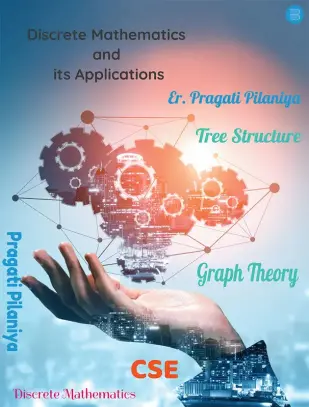 Discrete Mathematics
and
its Applications
Er. Pragati Pilaniya
Tree Structure
Graph Theory
Pragati Pilaniya
CSE
Discrete Mathematics